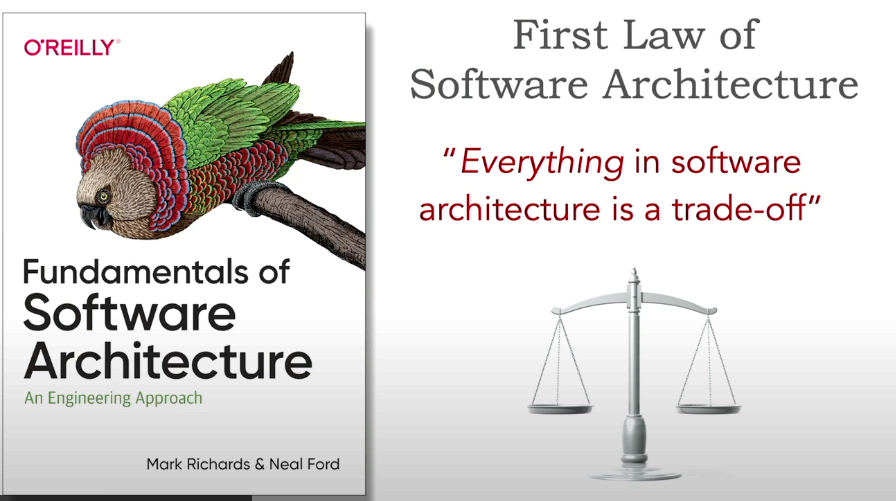 O'REILLY®
Fundamentals of
Software
Architecture
An Engineering Approach
Mark Richards & Neal Ford
First Law of
Software Architecture
“Everything in software
architecture is a trade-off”